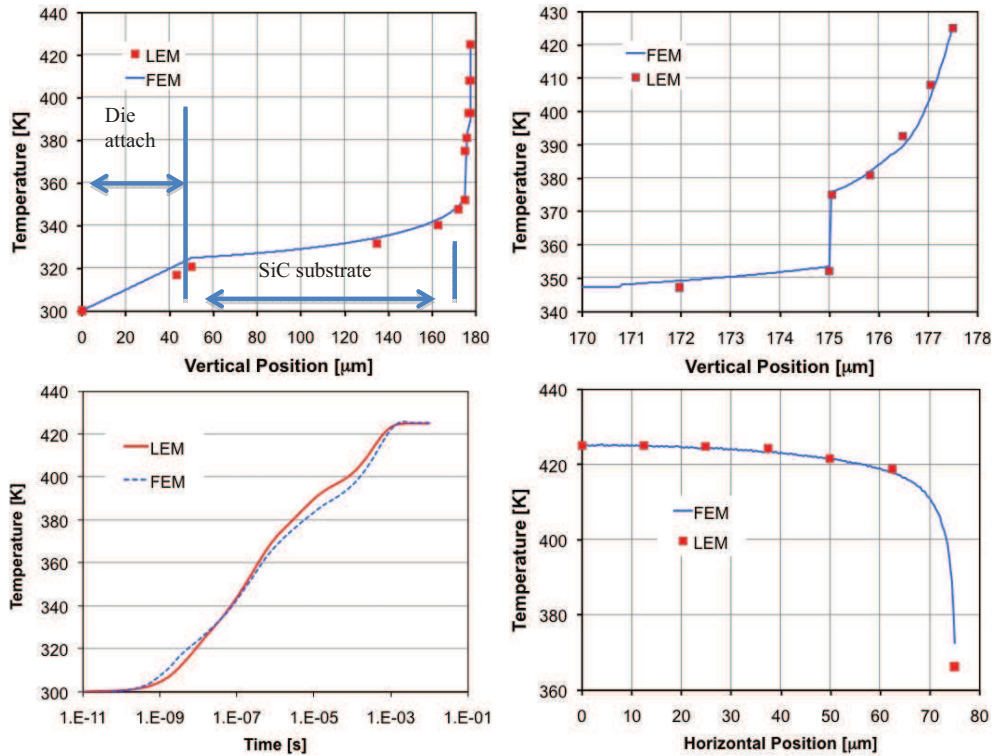 440
420
400
380
360
340
320
300
Temperature [K]
LEM
FEM
Die
attach
SiC substrate
0 20 40 60 80 100 120 140 160 180
Vertical Position [µm]
430
420
410
400
390
380
370
360
350
340
Temperature [K]
FEM
LEM
170 171 172 173 174 175 176 177 178
Vertical Position [µm]
440
420
400
380
360
340
320
300
Temperature [K]
LEM
FEM
1.E-11 1.E-09 1.E-07 1.E-05 1.E-03 1.E-01
Time [s]
440
420
400
380
360
Temperature [K]
FEM
LEM
0 10 20 30 40 50 60 70 80
Horizontal Position [µm]